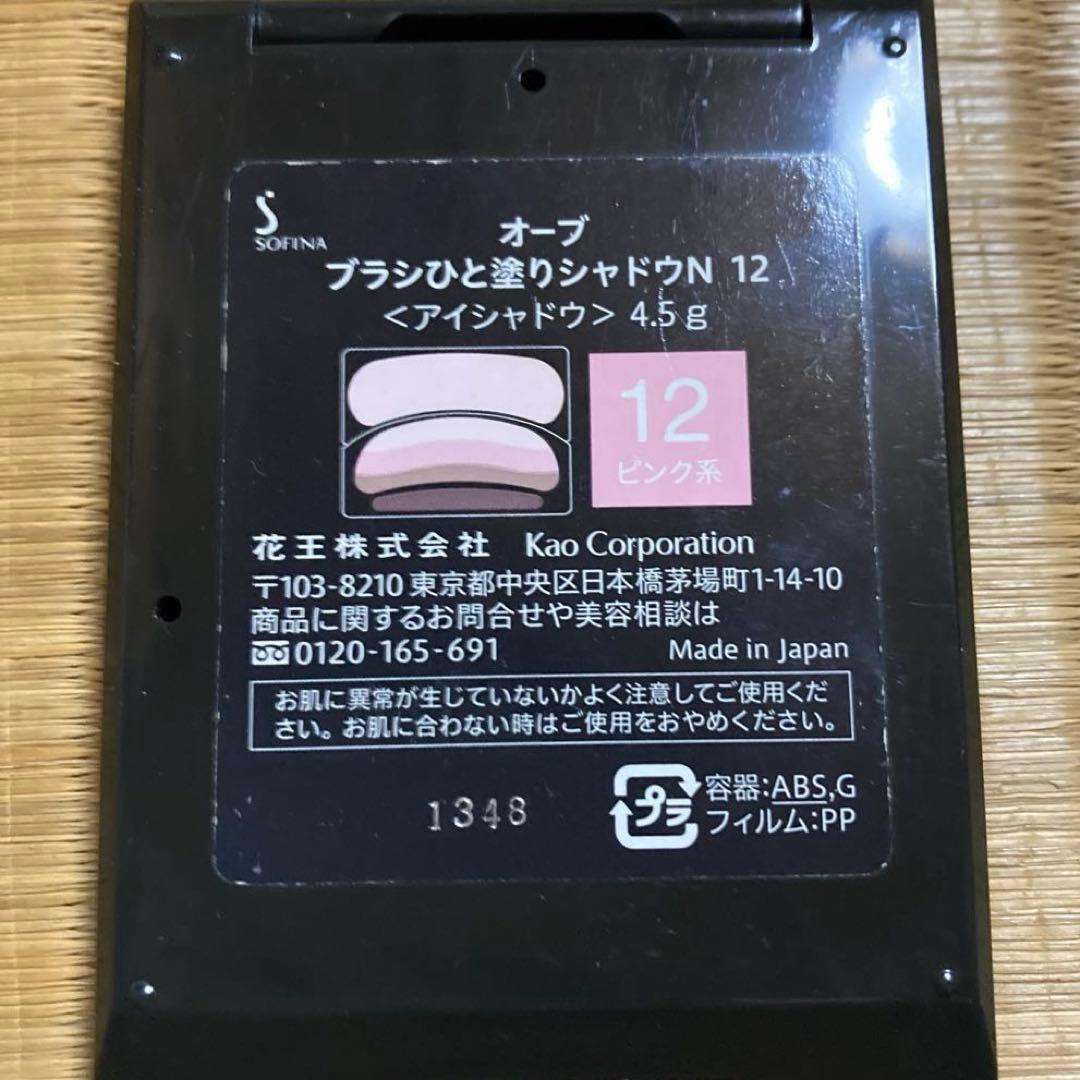 SOFINA
オーブ
ブラシひと塗りシャドウN 12
<アイシャドウ> 4.5g
12
ピンク系
花王株式会社 Kao Corporation
〒103-8210 東京都中央区日本橋茅場町1-14-10
商品に関するお問合せや美容相談は
0120-165-691 Made in Japan
お肌に異常が生じていないかよく注意してご使用くだ
さい。お肌に合わない時はご使用をおやめください。
1348
プラ
容器:ABS,G
フィルム:PP